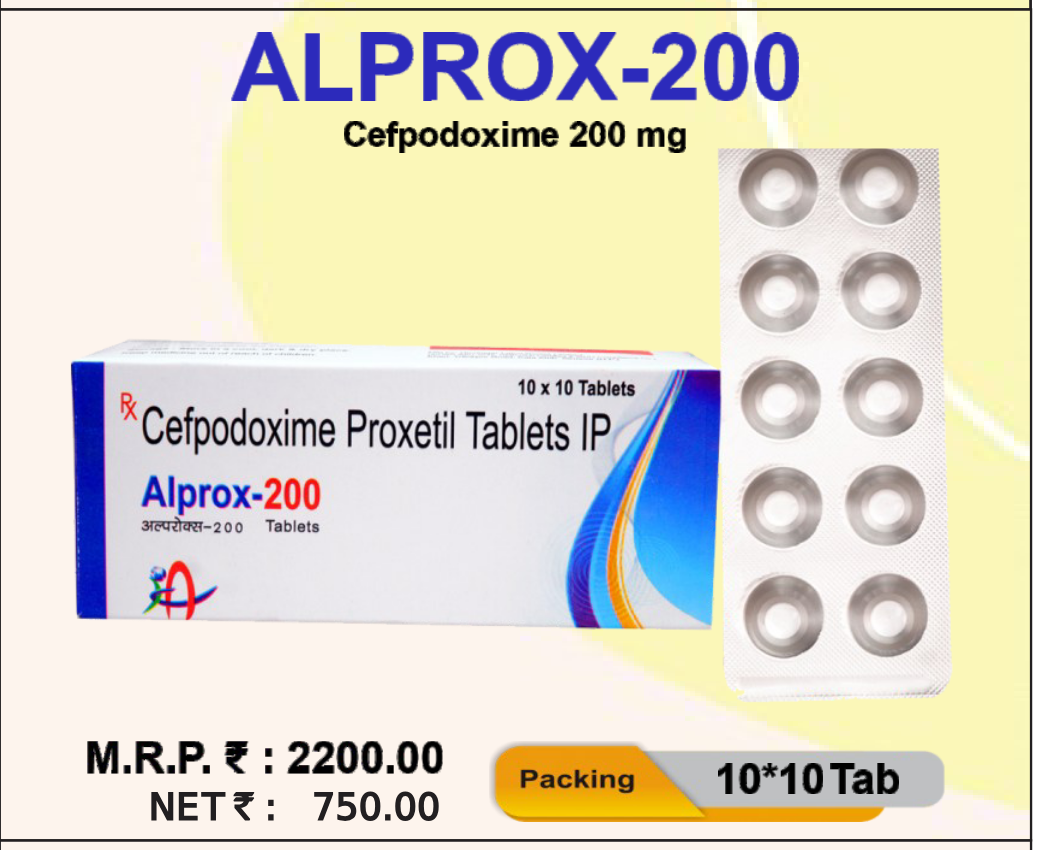 ALPROX-200
Cefpodoxime 200 mg
10 x 10 Tablets
Rx
Cefpodoxime Proxetil Tablets IP
Alprox-200
अल्परोक्स-200 Tablets
M.R.P. ₹ : 2200.00
NET ₹ : 750.00
Packing 10*10 Tab